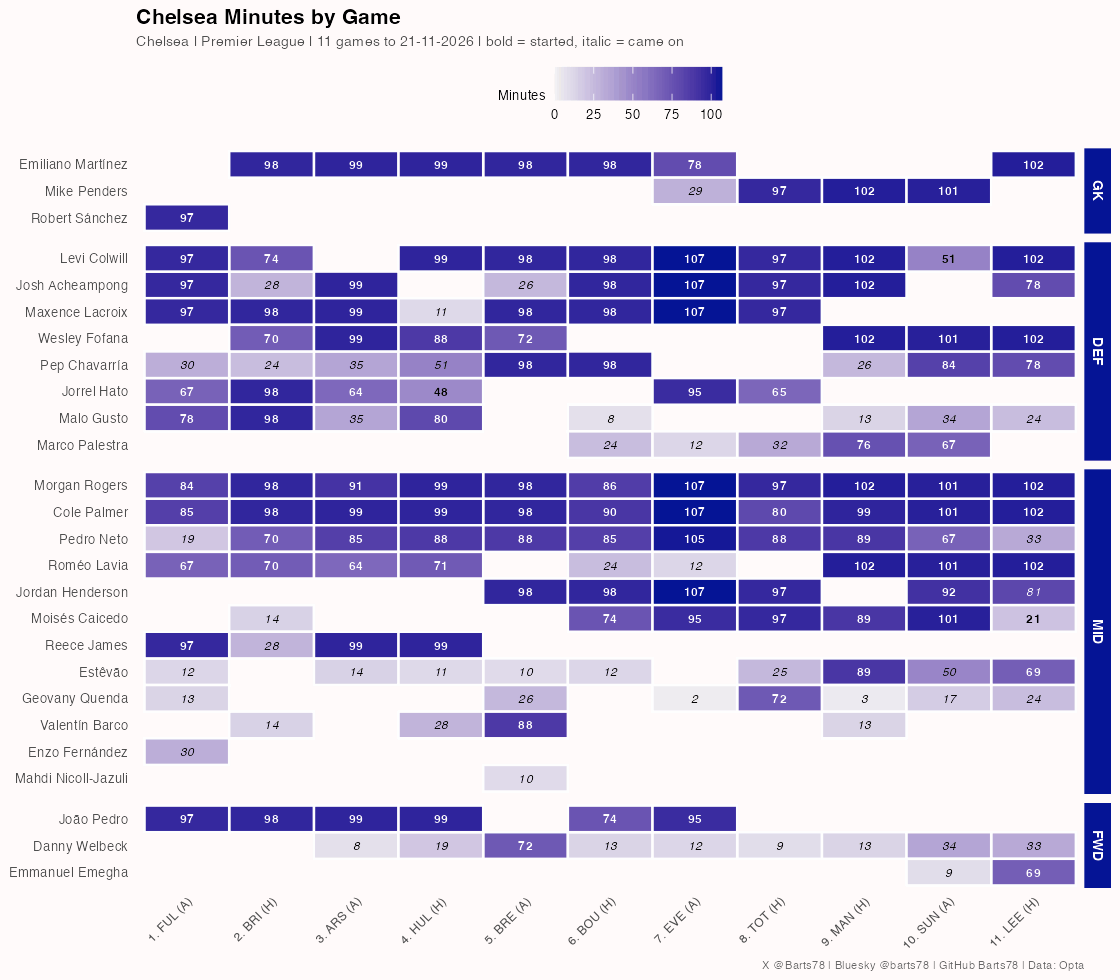 Chelsea Minutes by Game
Chelsea | Premier League | 11 games to 21-11-2026 | bold = started, italic = came on
Minutes
0 25 50 75 100
Emiliano Martínez 98 99 99 98 98 78 102
Mike Penders 29 97 102 101
Robert Sánchez 97
GK
Levi Colwill 97 74 99 98 98 107 97 102 51 102
Josh Acheampong 97 28 99 26 98 107 97 102 78
Maxence Lacroix 97 98 99 11 98 98 107 97
Wesley Fofana 70 99 88 72 102 101 102
Pep Chavarría 30 24 35 51 98 98 26 84 78
Jorrel Hato 67 98 64 48 95 65
Malo Gusto 78 98 35 80 8 13 34 24
Marco Palestra 24 12 32 76 67
DEF
Morgan Rogers 84 98 91 99 98 86 107 97 102 101 102
Cole Palmer 85 98 99 99 98 90 107 80 99 101 102
Pedro Neto 19 70 85 88 88 85 105 88 89 67 33
Roméo Lavia 67 70 64 71 24 12 102 101 102
Jordan Henderson 98 98 107 97 92 81
Moisés Caicedo 14 74 95 97 89 101 21
Reece James 97 28 99 99
Estêvão 12 14 11 10 12 25 89 50 69
Geovany Quenda 13 26 2 72 3 17 24
Valentín Barco 14 28 88 13
Enzo Fernández 30
Mahdi Nicoll-Jazuli 10
MID
João Pedro 97 98 99 99 74 95
Danny Welbeck 8 19 72 13 12 9 13 34 33
Emmanuel Emegha 9 69
FWD
1. FUL (A) 2. BRI (H) 3. ARS (A) 4. HUL (H) 5. BRE (A) 6. BOU (H) 7. EVE (A) 8. TOT (H) 9. MAN (H) 10. SUN (A) 11. LEE (H)
X @Barts78 | Bluesky @barts78 | GitHub Barts78 | Data: Opta